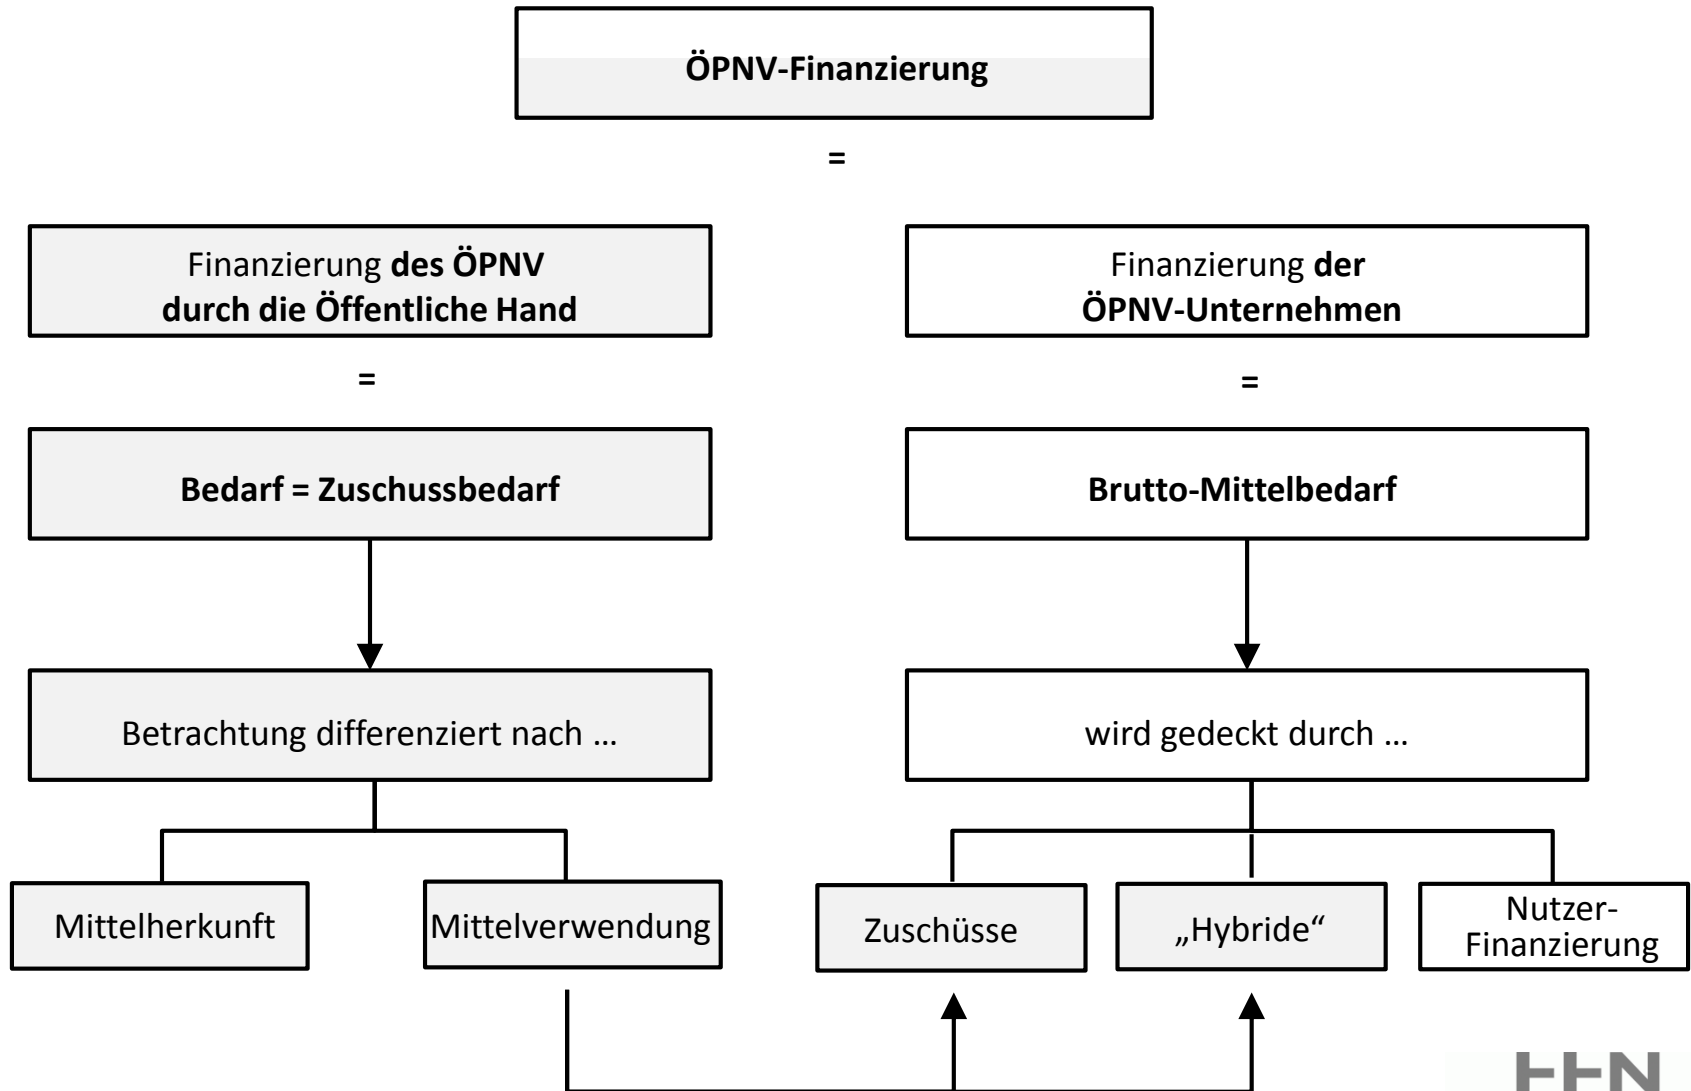 ÖPNV-Finanzierung
=
Finanzierung des ÖPNV
durch die Öffentliche Hand
Finanzierung der
ÖPNV-Unternehmen
=
=
Bedarf = Zuschussbedarf
Brutto-Mittelbedarf
Betrachtung differenziert nach …
wird gedeckt durch …
Mittelherkunft
Mittelverwendung
Zuschüsse
„Hybride“
Nutzer-
Finanzierung